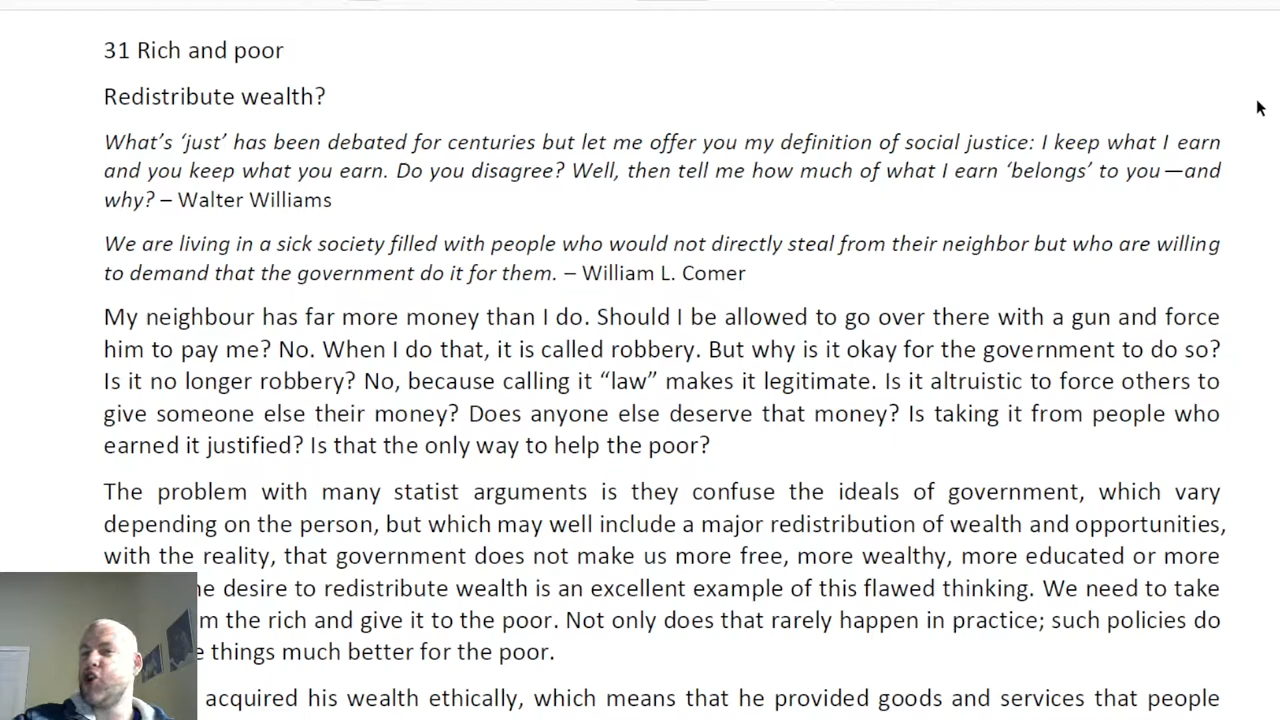 31 Rich and poor
Redistribute wealth?
What's 'just' has been debated for centuries but let me offer you my definition of social justice: I keep what I earn
and you keep what you earn. Do you disagree? Well, then tell me how much of what I earn 'belongs' to you—and
why? – Walter Williams
We are living in a sick society filled with people who would not directly steal from their neighbor but who are willing
to demand that the government do it for them. – William L. Comer
My neighbour has far more money than I do. Should I be allowed to go over there with a gun and force
him to pay me? No. When I do that, it is called robbery. But why is it okay for the government to do so?
Is it no longer robbery? No, because calling it “law” makes it legitimate. Is it altruistic to force others to
give someone else their money? Does anyone else deserve that money? Is taking it from people who
earned it justified? Is that the only way to help the poor?
The problem with many statist arguments is they confuse the ideals of government, which vary
depending on the person, but which may well include a major redistribution of wealth and opportunities,
with the reality, that government does not make us more free, more wealthy, more educated or more
desire to redistribute wealth is an excellent example of this flawed thinking. We need to take
the rich and give it to the poor. Not only does that rarely happen in practice; such policies do
things much better for the poor.
acquired his wealth ethically, which means that he provided goods and services that people